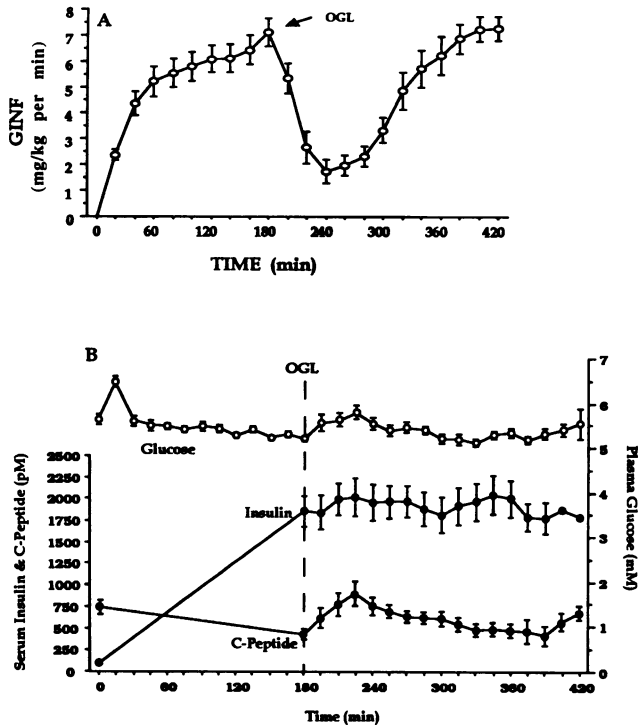 A
OGL
8
7
6
5
4
3
2
1
0
GINF
(mg/kg per min)
0 60 120 180 240 300 360 420
TIME (min)
B
OGL
7
6
5
4
3
2
1
0
Glucose
2500
2250
2000
1750
1500
1250
1000
750
500
250
0
Insulin
C-Peptide
Serum Insulin & C-Peptide (pM)
Plasma Glucose (mM)
0 60 120 180 240 300 360 420
Time (min)